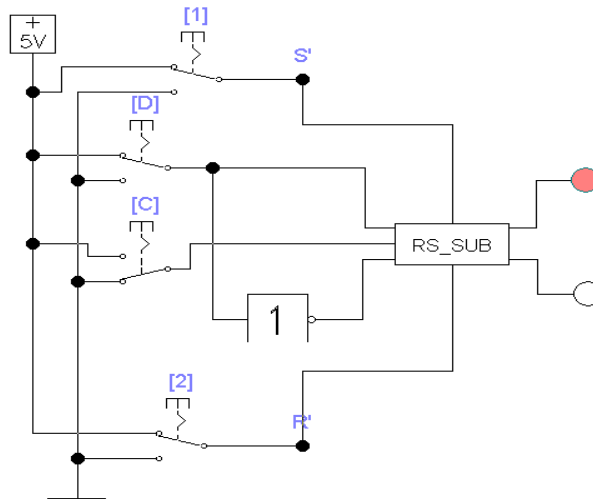 [1]
+
5V
S'
[D]
[C]
RS_SUB
1
[2]
R'